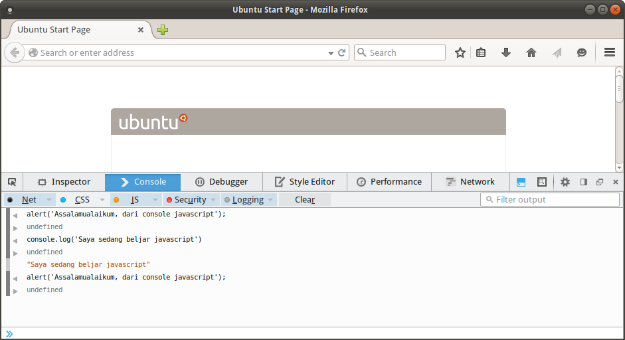 Ubuntu Start Page - Mozilla Firefox
Ubuntu Start Page
Search or enter address
Search
ubuntu
Inspector
Console
Debugger
Style Editor
Performance
Network
Net
CSS
JS
Security
Logging
Clear
Filter output
alert('Assalamualaikum, dari console javascript');
undefined
console.log('Saya sedang beljar javascript')
undefined
"Saya sedang beljar javascript"
alert('Assalamualaikum, dari console javascript');
undefined